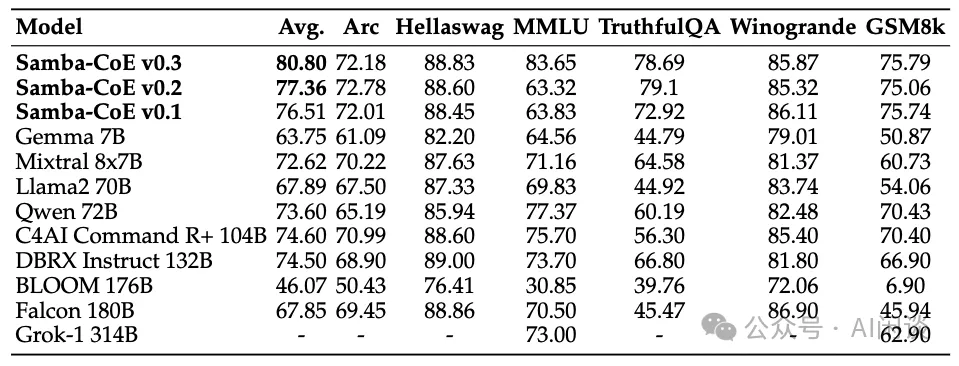 Model Avg. Arc Hellaswag MMLU TruthfulQA Winogrande GSM8k
Samba-CoE v0.3 80.80 72.18 88.83 83.65 78.69 85.87 75.79
Samba-CoE v0.2 77.36 72.78 88.60 63.32 79.1 85.32 75.06
Samba-CoE v0.1 76.51 72.01 88.45 63.83 72.92 86.11 75.74
Gemma 7B 63.75 61.09 82.20 64.56 44.79 79.01 50.87
Mixtral 8x7B 72.62 70.22 87.63 71.16 64.58 81.37 60.73
Llama2 70B 67.89 67.50 87.33 69.83 44.92 83.74 54.06
Qwen 72B 73.60 65.19 85.94 77.37 60.19 82.48 70.43
C4AI Command R+ 104B 74.60 70.99 88.60 75.70 56.30 85.40 70.40
DBRX Instruct 132B 74.50 68.90 89.00 73.70 66.80 81.80 66.90
BLOOM 176B 46.07 50.43 76.41 30.85 39.76 72.06 6.90
Falcon 180B 67.85 69.45 88.86 70.50 45.47 86.90 45.94
Grok-1 314B - - - 73.00 - - 62.90
公众号 · AI闲谈